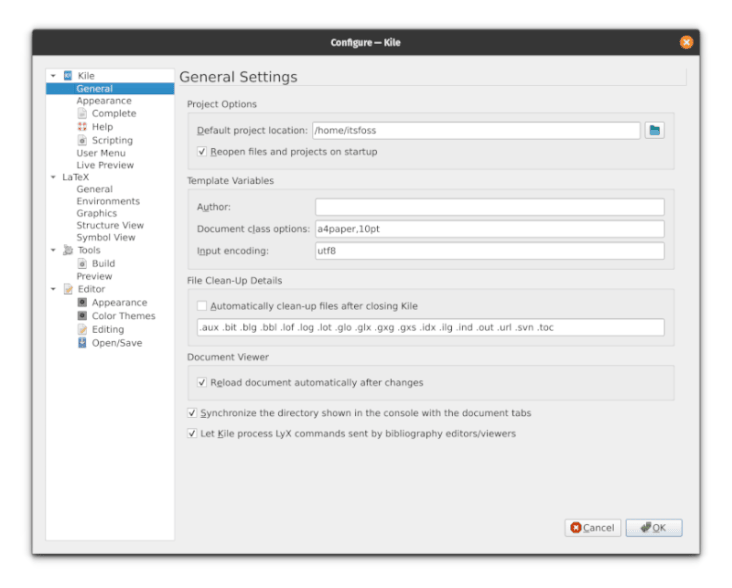 Configure — Kile
Kile
General
Appearance
Complete
Help
Scripting
User Menu
Live Preview
LaTeX
General
Environments
Graphics
Structure View
Symbol View
Tools
Build
Preview
Editor
Appearance
Color Themes
Editing
Open/Save
General Settings
Project Options
Default project location: /home/itsfoss
Reopen files and projects on startup
Template Variables
Author:
Document class options: a4paper,10pt
Input encoding: utf8
File Clean-Up Details
Automatically clean-up files after closing Kile
.aux .bit .blg .bbl .lof .log .lot .glo .glx .gxg .gxs .idx .ilg .ind .out .url .svn .toc
Document Viewer
Reload document automatically after changes
Synchronize the directory shown in the console with the document tabs
Let Kile process LyX commands sent by bibliography editors/viewers
Cancel OK